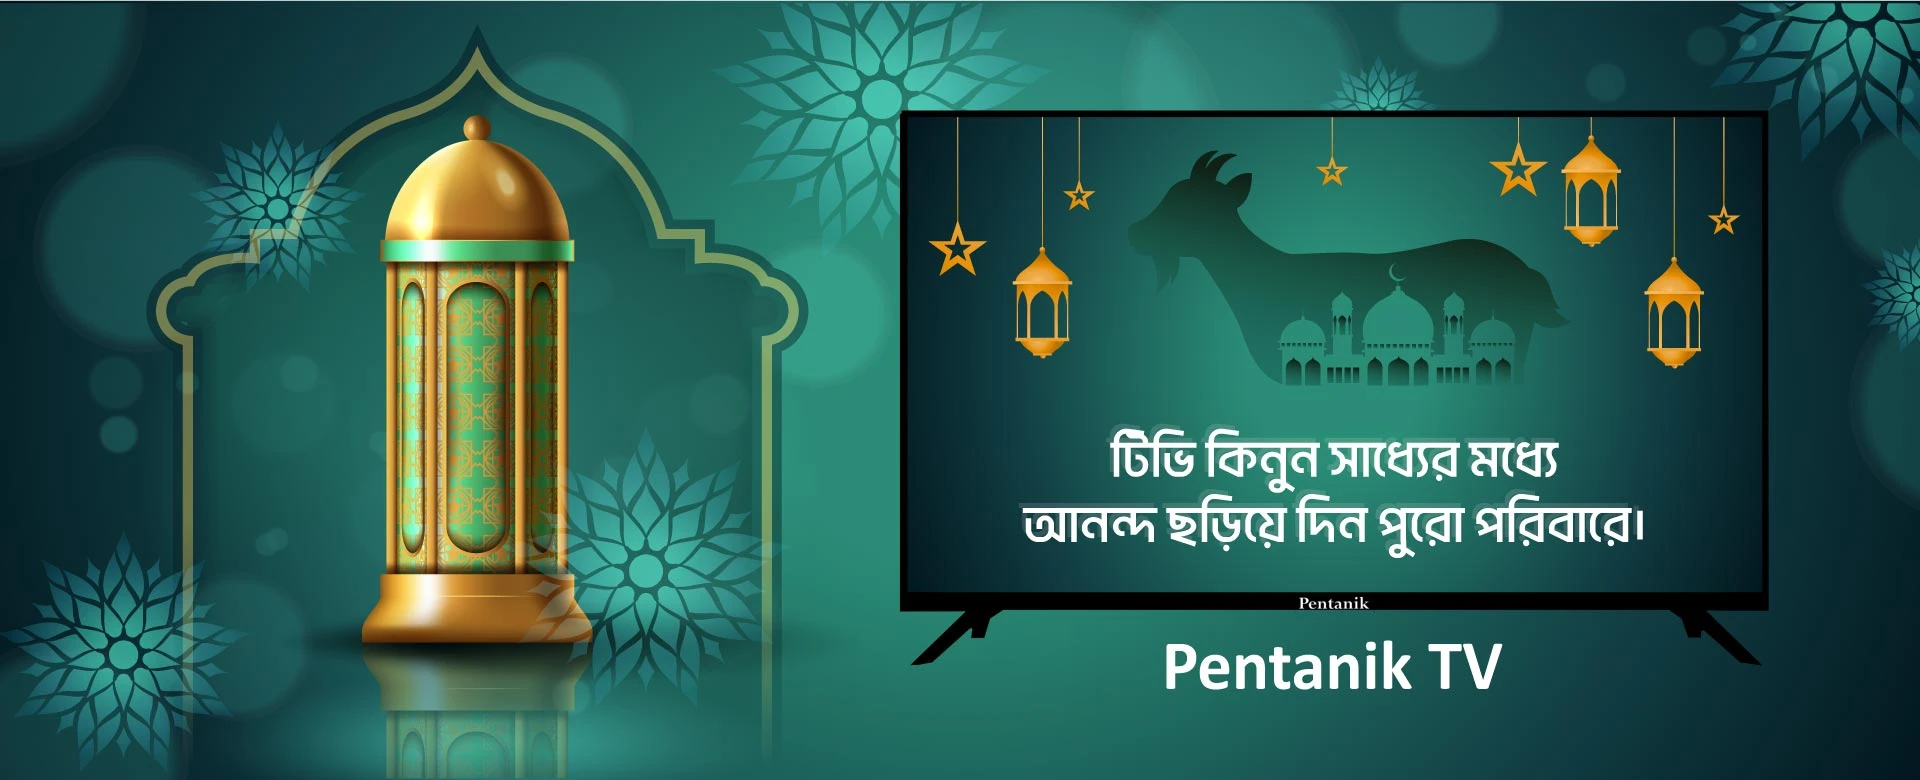 টিভি কিনুন সাধ্যের মধ্যে
আনন্দ ছড়িয়ে দিন পুরো পরিবারে।
Pentanik
Pentanik TV